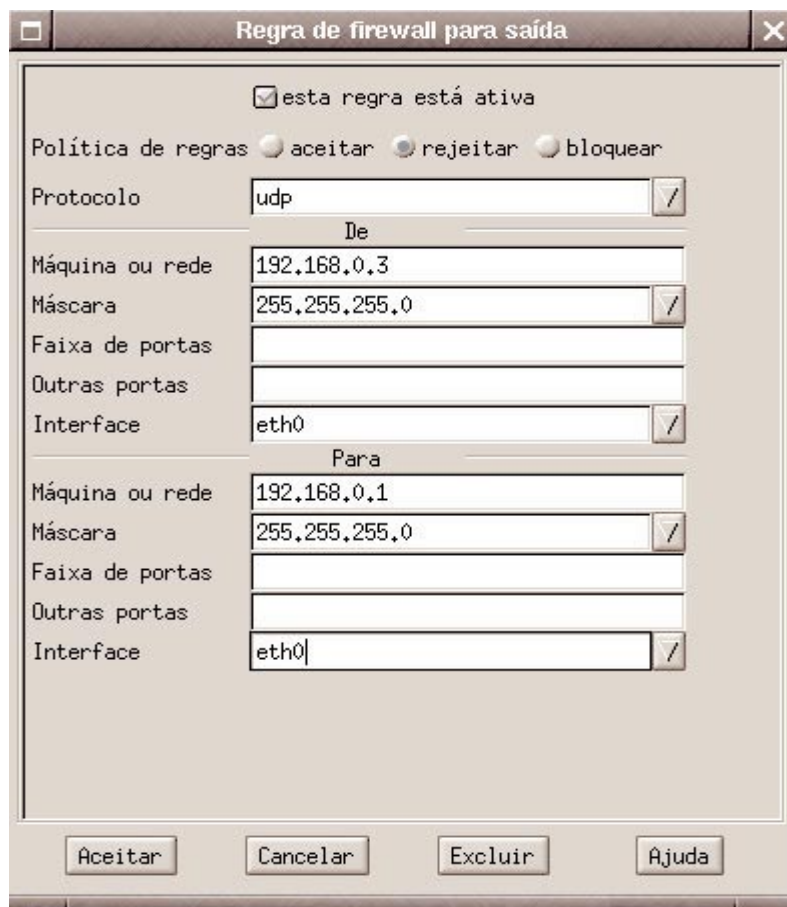 Regra de firewall para saída
esta regra está ativa
Política de regras aceitar rejeitar bloquear
Protocolo udp
De
Máquina ou rede 192.168.0.3
Máscara 255.255.255.0
Faixa de portas
Outras portas
Interface eth0
Para
Máquina ou rede 192.168.0.1
Máscara 255.255.255.0
Faixa de portas
Outras portas
Interface eth0
Aceitar Cancelar Excluir Ajuda